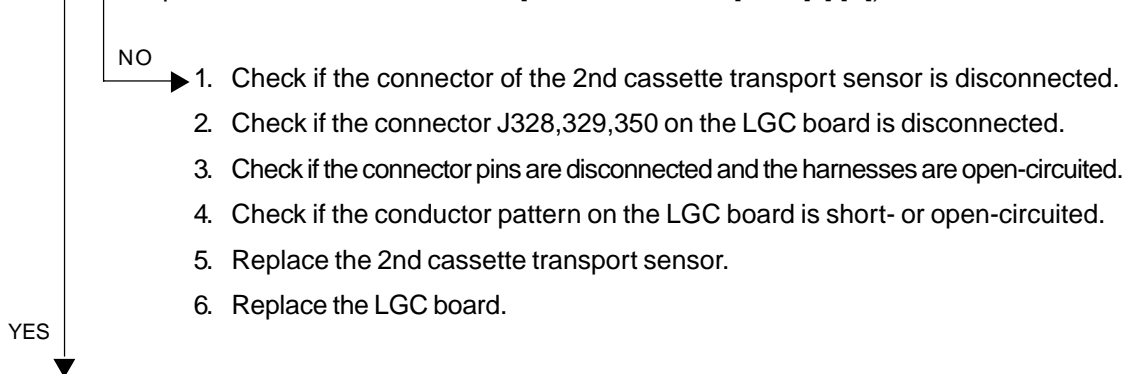 NO
1. Check if the connector of the 2nd cassette transport sensor is disconnected.
2. Check if the connector J328,329,350 on the LGC board is disconnected.
3. Check if the connector pins are disconnected and the harnesses are open-circuited.
4. Check if the conductor pattern on the LGC board is short- or open-circuited.
5. Replace the 2nd cassette transport sensor.
6. Replace the LGC board.
YES